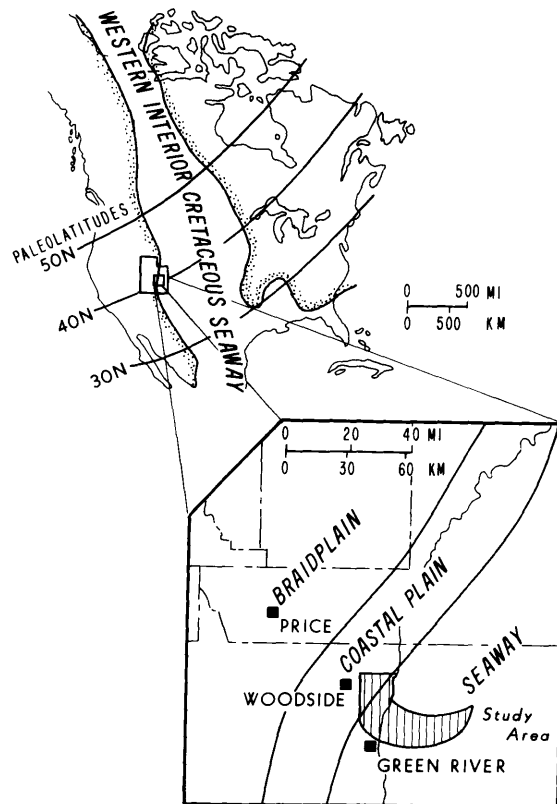 WESTERN INTERIOR CRETACEOUS SEAWAY
PALEOLATITUDES
50N
40N
30N
0 500 MI
0 500 KM
0 20 40 MI
0 30 60 KM
BRAIDPLAIN
PRICE
COASTAL PLAIN
WOODSIDE
SEAWAY
Study
Area
GREEN RIVER